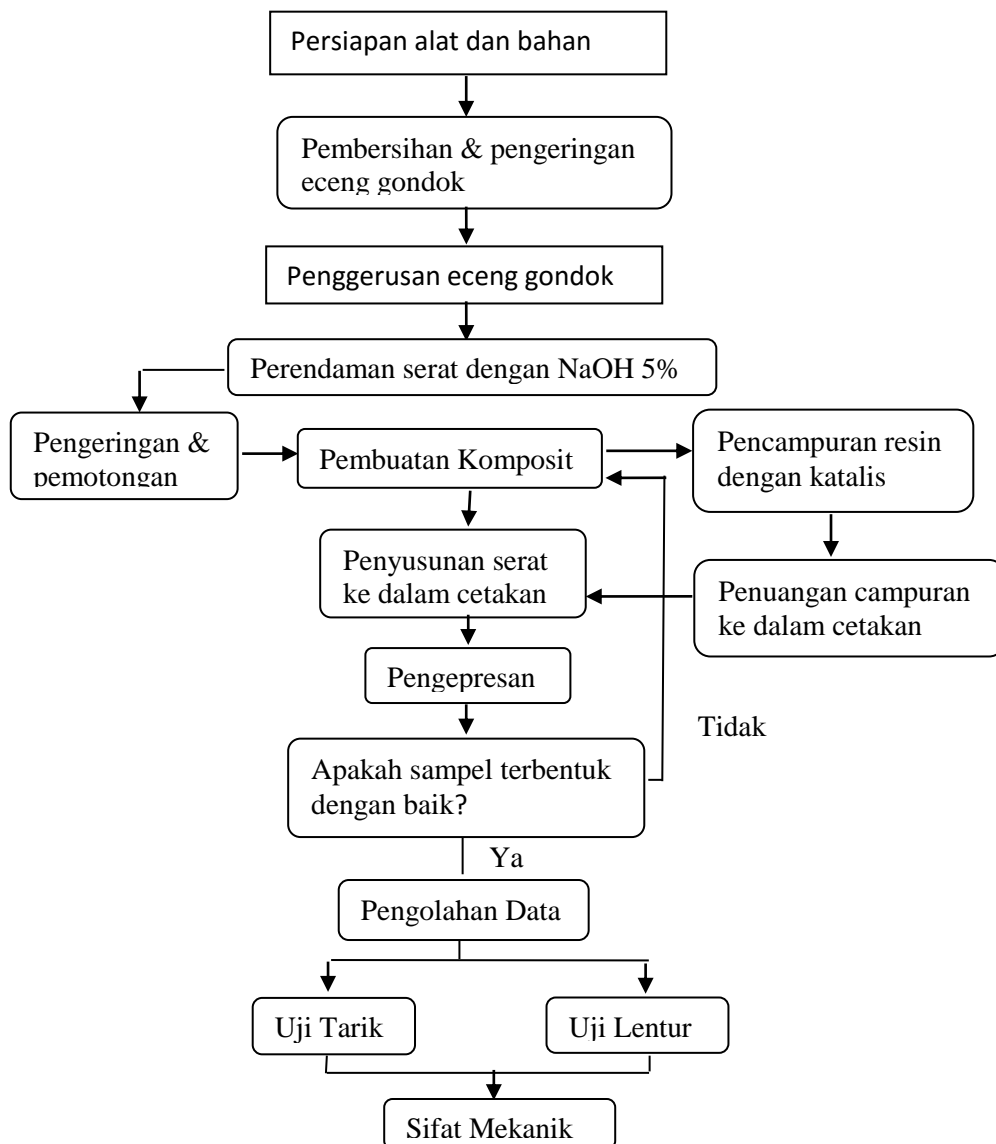 Persiapan alat dan bahan
Pembersihan & pengeringan
eceng gondok
Penggerusan eceng gondok
Perendaman serat dengan NaOH 5%
Pengeringan &
pemotongan
Pembuatan Komposit
Pencampuran resin
dengan katalis
Penyusunan serat
ke dalam cetakan
Penuangan campuran
ke dalam cetakan
Pengepresan
Tidak
Apakah sampel terbentuk
dengan baik?
Ya
Pengolahan Data
Uji Tarik
Uji Lentur
Sifat Mekanik